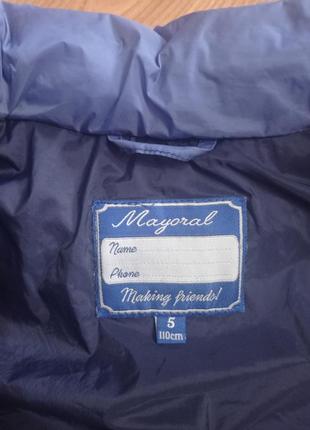 Mayoral
Name
Phone
Making friends!
5
110cm